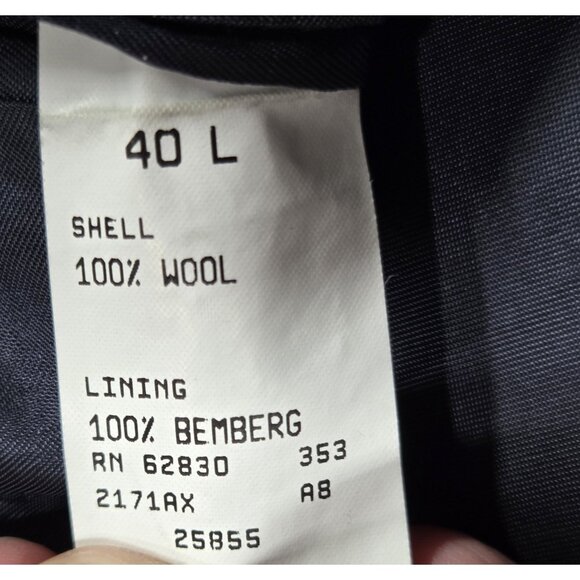 40 L
SHELL
100% WOOL
LINING
100% BEMBERG
RN 62830 353
2171AX A8
25855